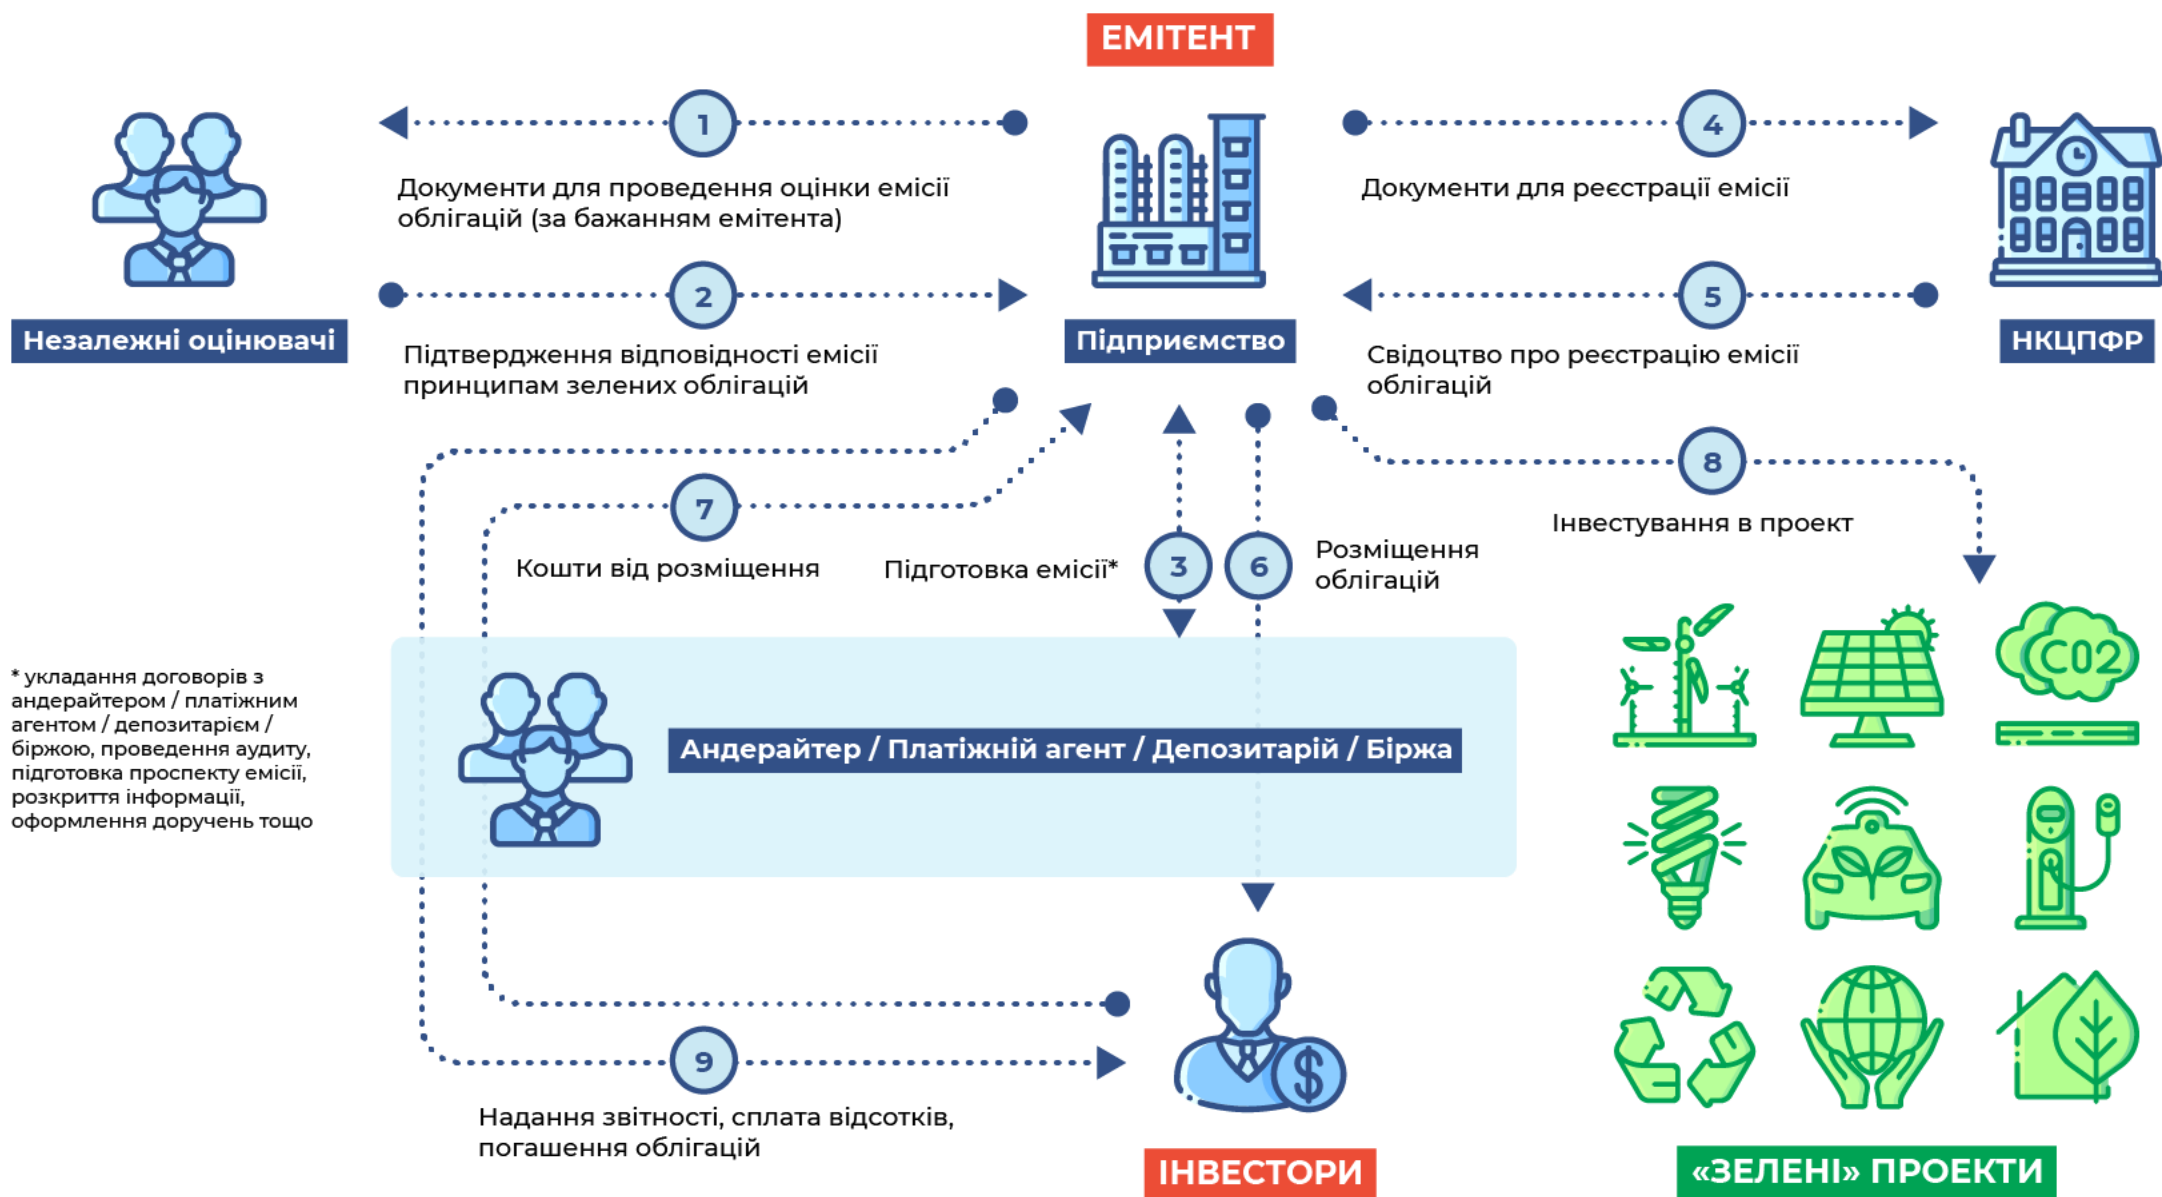 ЕМІТЕНТ
1
4
Документи для проведення оцінки емісії
облігацій (за бажанням емітента)
Документи для реєстрації емісії
2
5
Незалежні оцінювачі
Підприємство
НКЦПФР
Підтвердження відповідності емісії
принципам зелених облігацій
Свідоцтво про реєстрацію емісії
облігацій
8
7
Інвестування в проект
Кошти від розміщення
Підготовка емісії*
3
6
Розміщення
облігацій
* укладання договорів з
андерайтером / платіжним
агентом / депозитарієм /
біржою, проведення аудиту,
підготовка проспекту емісії,
розкриття інформації,
оформлення доручень тощо
Андерайтер / Платіжній агент / Депозитарій / Біржа
CO2
9
$
Надання звітності, сплата відсотків,
погашення облігацій
ІНВЕСТОРИ
«ЗЕЛЕНІ» ПРОЕКТИ